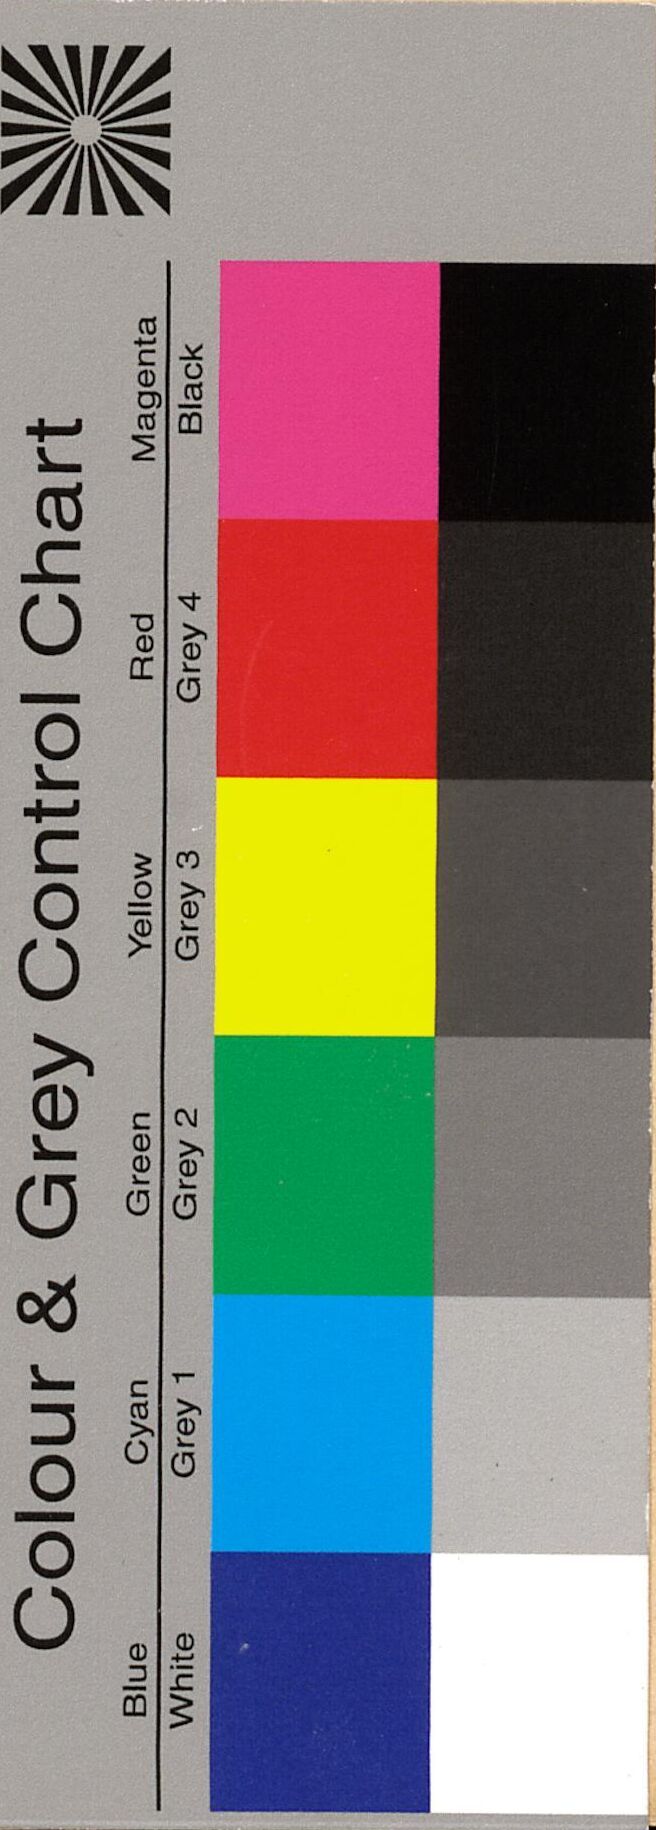 Colour & Grey Control Chart
Blue Cyan Green Yellow Red Magenta
White Grey 1 Grey 2 Grey 3 Grey 4 Black